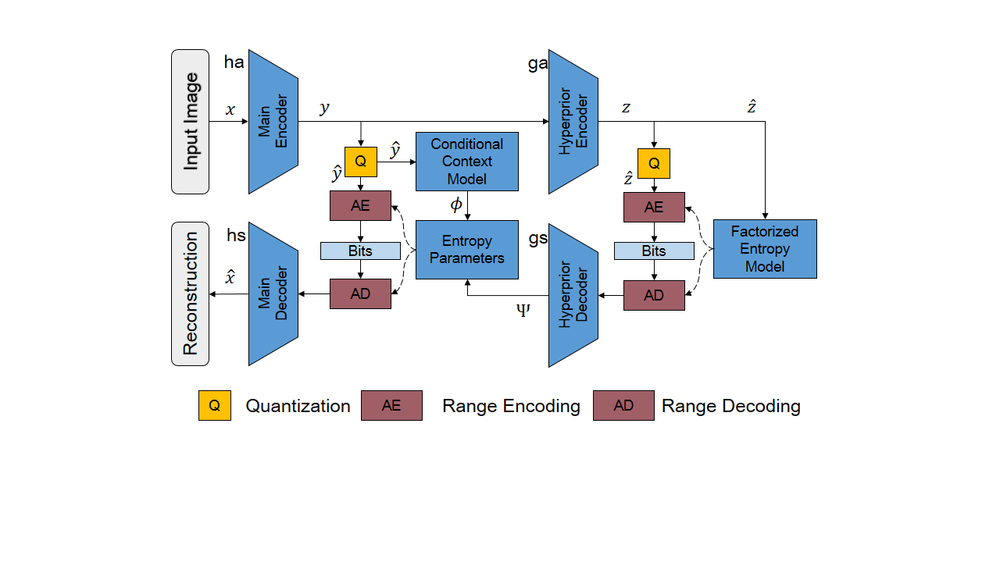 Input Image
ha
x
Main
Encoder
y
ga
Hyperprior
Encoder
z
ẑ
Q
ŷ
ŷ
Conditional
Context
Model
Q
ẑ
AE
ϕ
AE
Reconstruction
hs
x̂
Main
Decoder
Bits
AD
Entropy
Parameters
gs
Hyperprior
Decoder
Ψ
Bits
AD
Factorized
Entropy
Model
Q Quantization AE Range Encoding AD Range Decoding